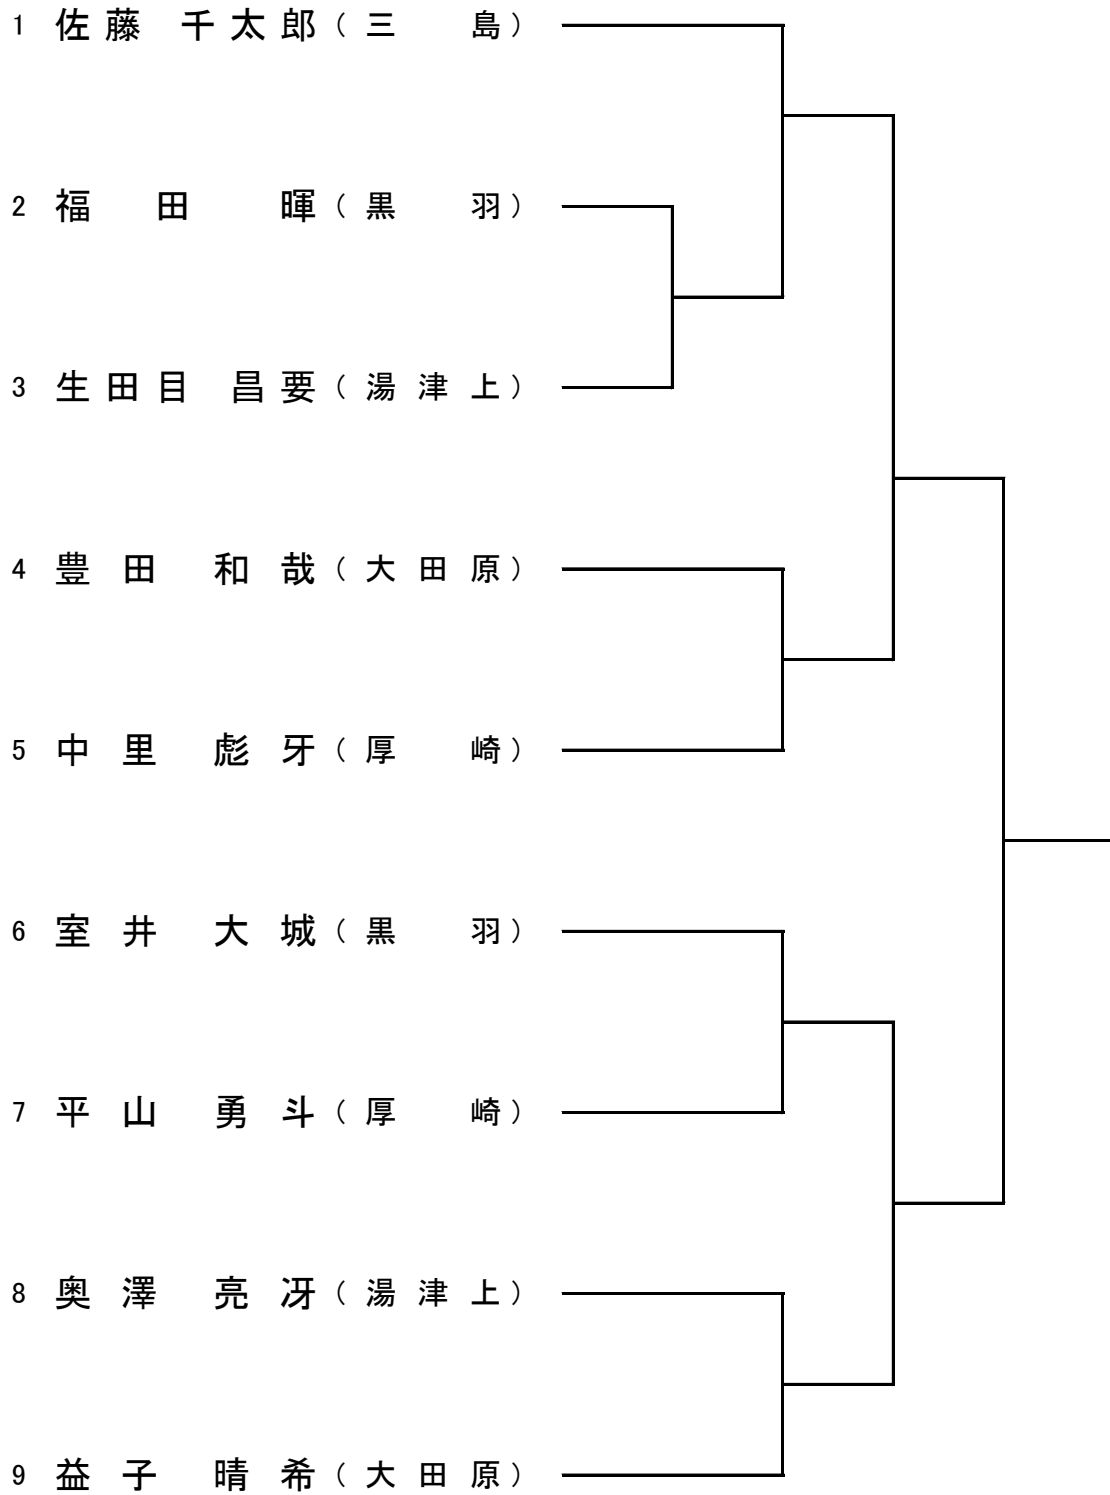 1 佐藤 千太郎（三 島）
2 福田 暉（黒 羽）
3 生田目 昌要（湯津上）
4 豊田 和哉（大田原）
5 中里 彪牙（厚 崎）
6 室井 大城（黒 羽）
7 平山 勇斗（厚 崎）
8 奥澤 亮冴（湯津上）
9 益子 晴希（大田原）